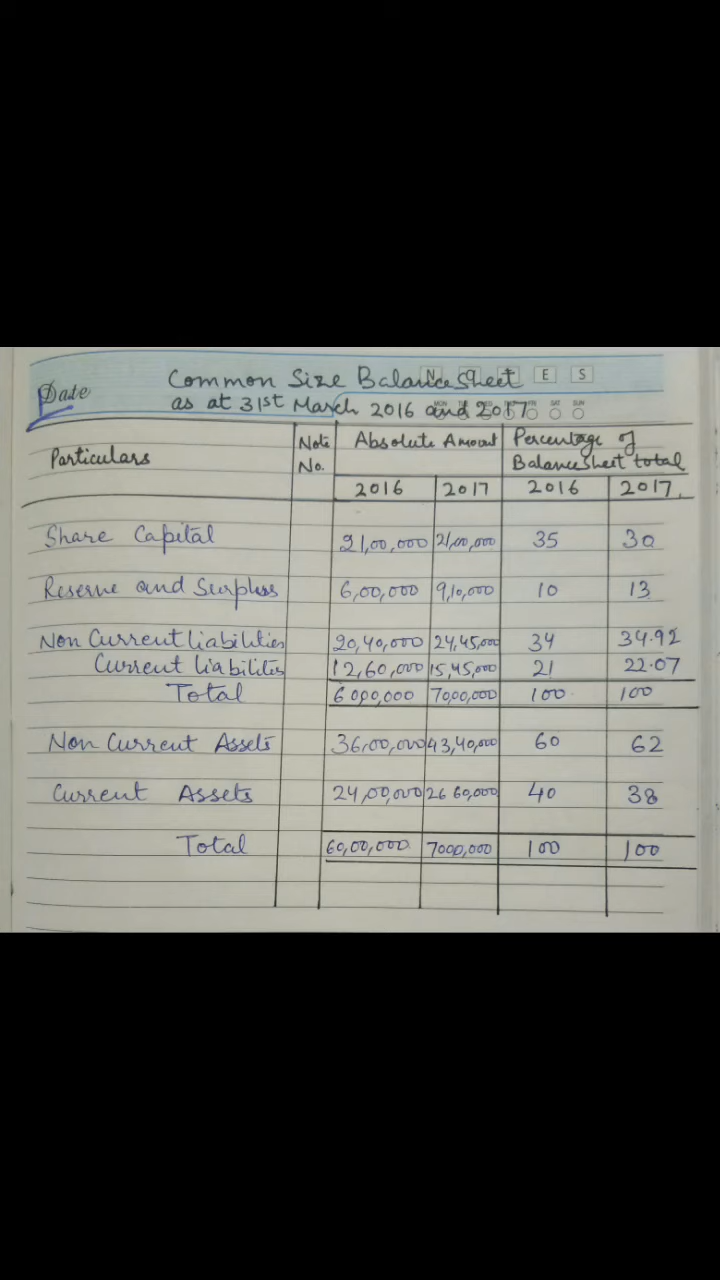 Date
Common Size Balance Sheet
N O T E S
as at 31st March 2016 and 2017
Particulars Note No. Absolute Amount Percentage of Balance Sheet total
2016 2017 2016 2017
Share Capital 21,00,000 21,00,000 35 30
Reserve and Surpluss 6,00,000 9,10,000 10 13
Non Current liabilities 20,40,000 24,45,000 34 34.92
Current liabilites 12,60,000 15,45,000 21 22.07
Total 6000,000 7000,000 100 100
Non Current Assets 36,00,000 43,40,000 60 62
Current Assets 24,00,000 26 60,000 40 38
Total 60,00,000 7000,000 100 100